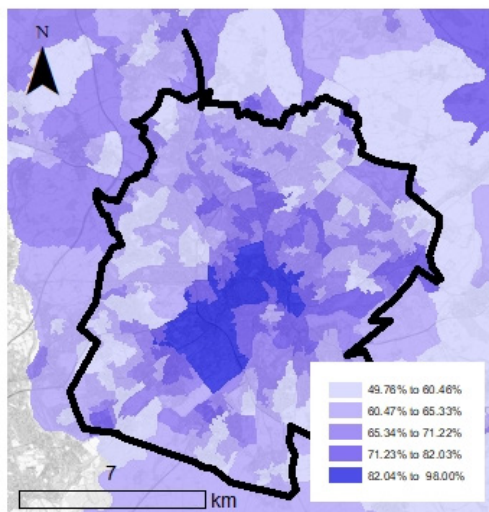 N
49.76% to 60.46%
60.47% to 65.33%
65.34% to 71.22%
71.23% to 82.03%
82.04% to 98.00%
7
km